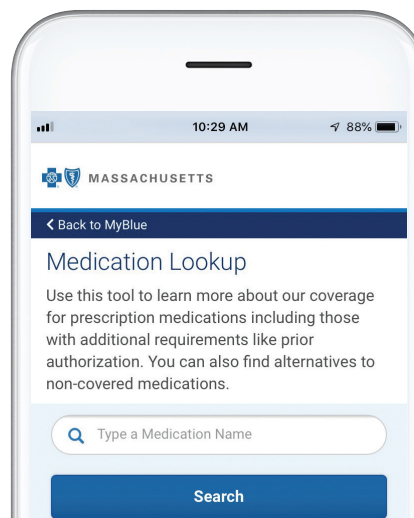 10:29 AM 88%
MASSACHUSETTS
Back to MyBlue
Medication Lookup
Use this tool to learn more about our coverage
for prescription medications including those
with additional requirements like prior
authorization. You can also find alternatives to
non-covered medications.
Type a Medication Name
Search